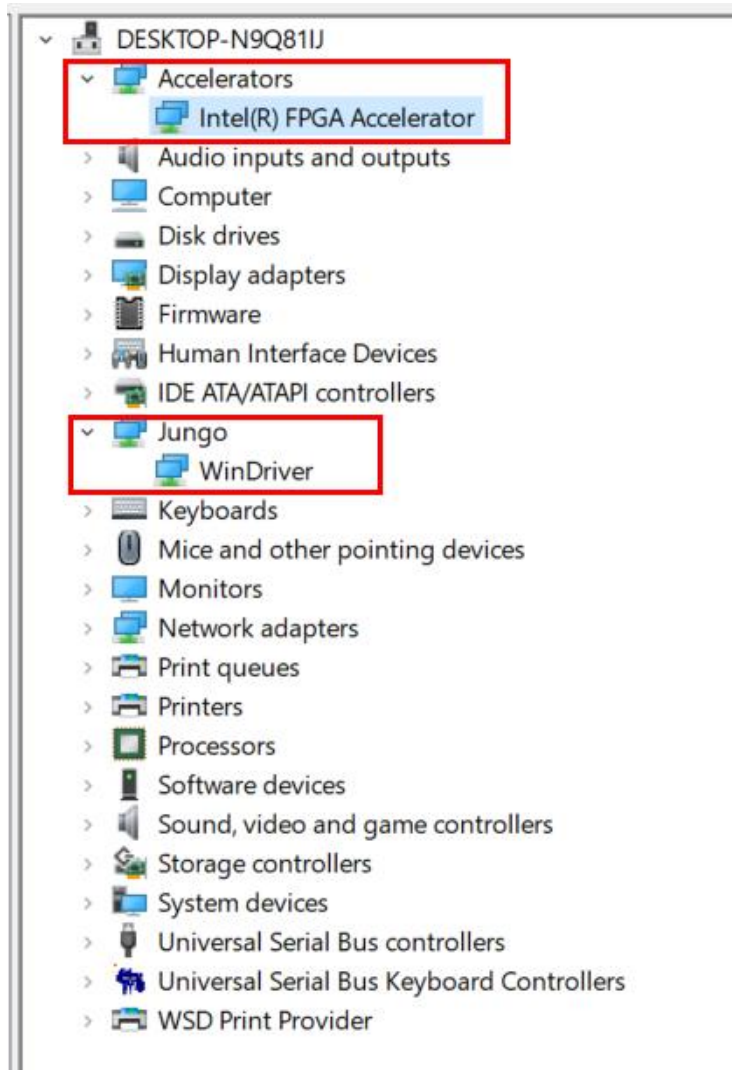 DESKTOP-N9Q81IJ
Accelerators
Intel(R) FPGA Accelerator
Audio inputs and outputs
Computer
Disk drives
Display adapters
Firmware
Human Interface Devices
IDE ATA/ATAPI controllers
Jungo
WinDriver
Keyboards
Mice and other pointing devices
Monitors
Network adapters
Print queues
Printers
Processors
Software devices
Sound, video and game controllers
Storage controllers
System devices
Universal Serial Bus controllers
Universal Serial Bus Keyboard Controllers
WSD Print Provider